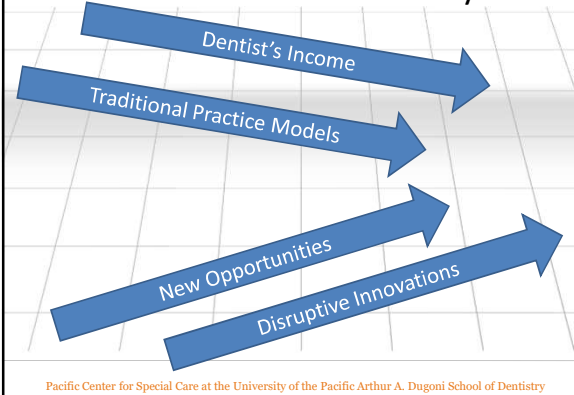 Dentist's Income
Traditional Practice Models
New Opportunities
Disruptive Innovations
Pacific Center for Special Care at the University of the Pacific Arthur A. Dugoni School of Dentistry